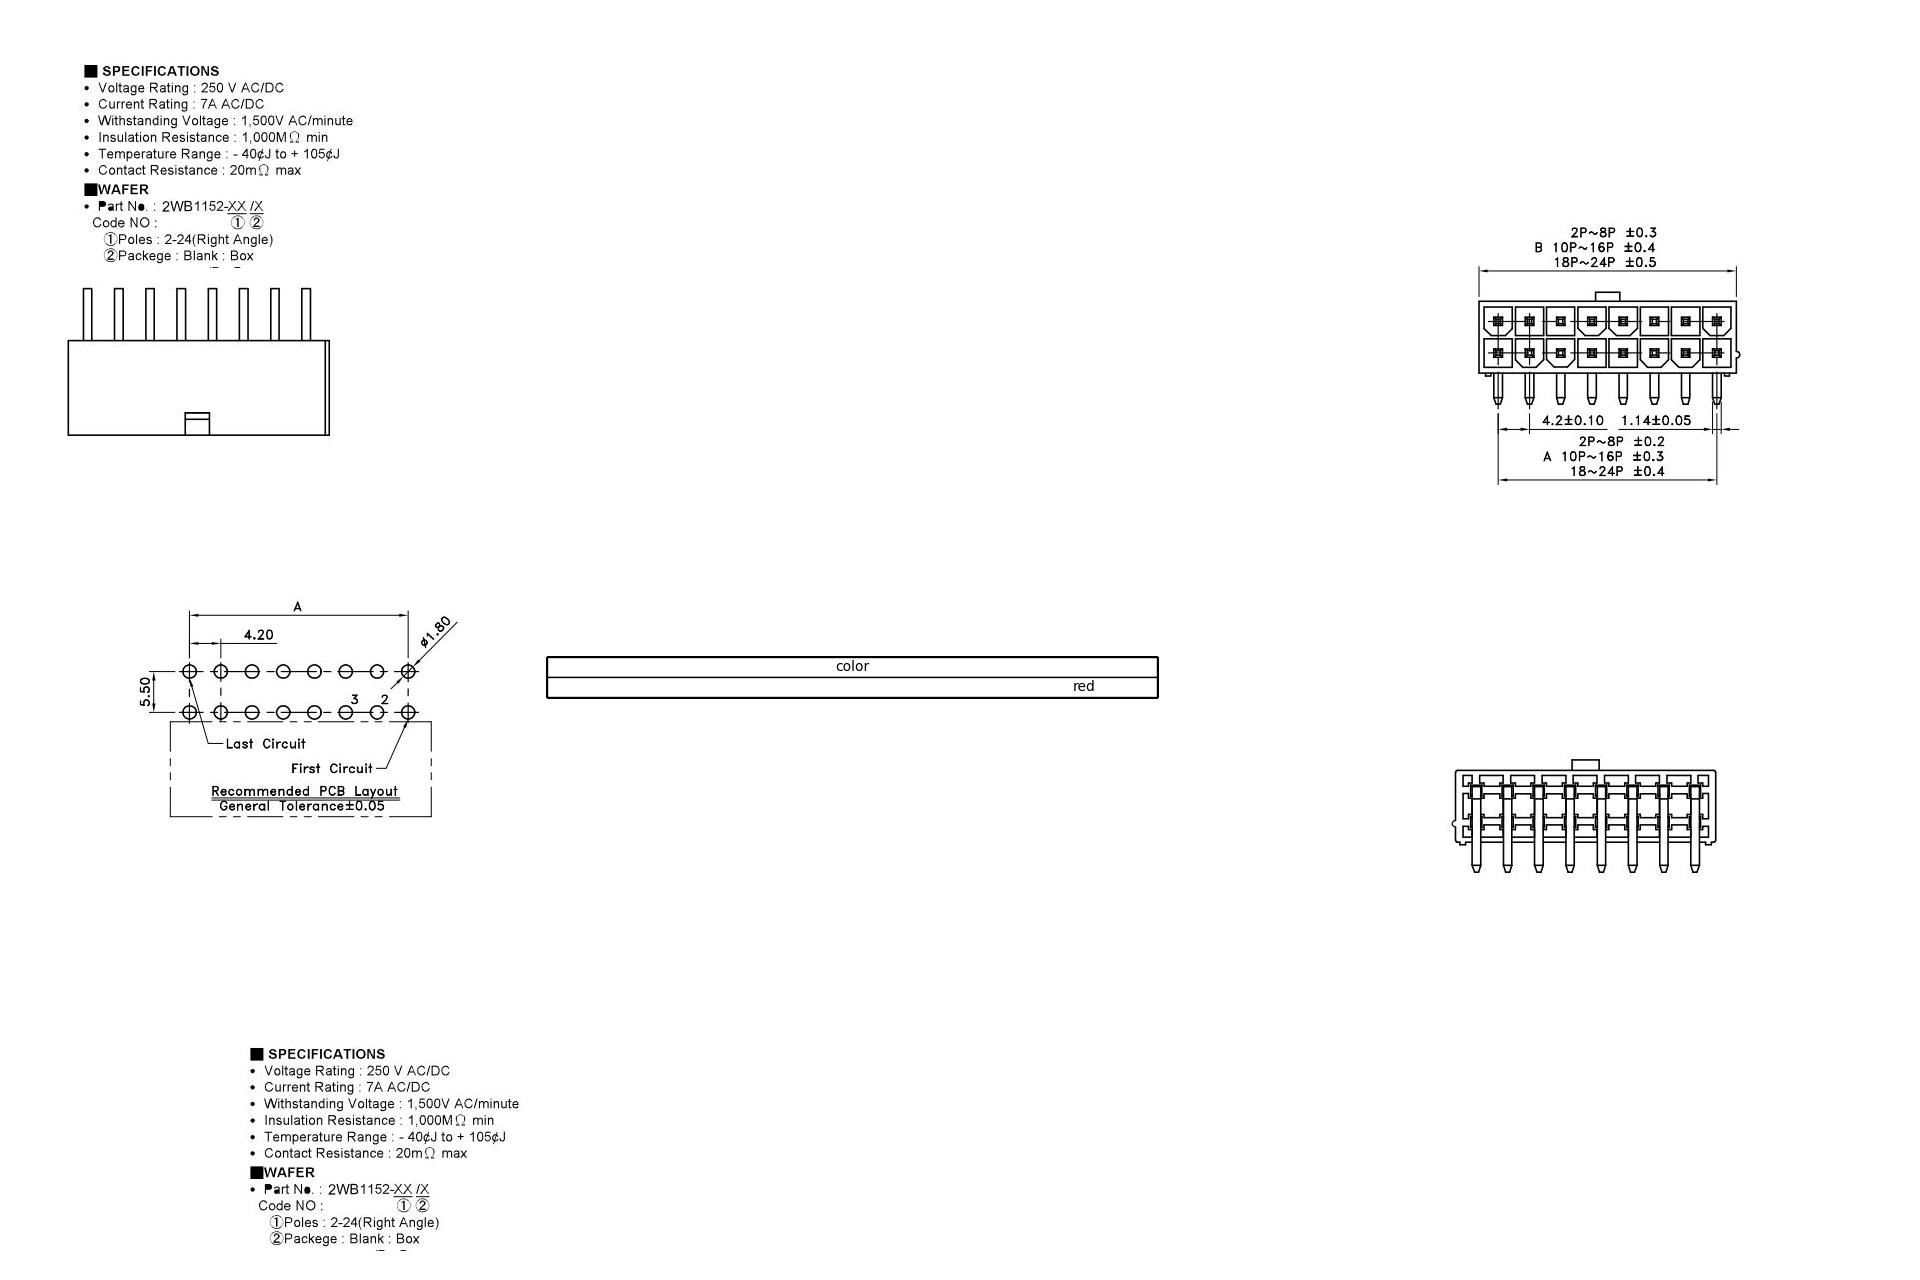 ■ SPECIFICATIONS
• Voltage Rating : 250 V AC/DC
• Current Rating : 7A AC/DC
• Withstanding Voltage : 1,500V AC/minute
• Insulation Resistance : 1,000MΩ min
• Temperature Range : - 40¢J to + 105¢J
• Contact Resistance : 20mΩ max
■WAFER
• Part No. : 2WB1152-XX /X
Code NO : ① ②
①Poles : 2-24(Right Angle)
②Packege : Blank : Box
2P~8P ±0.3
B 10P~16P ±0.4
18P~24P ±0.5
4.2±0.10 1.14±0.05
2P~8P ±0.2
A 10P~16P ±0.3
18~24P ±0.4
A
4.20
ø1.80
5.50
3 2
Last Circuit
First Circuit
Recommended PCB Layout
General Tolerance±0.05
color
red
■ SPECIFICATIONS
• Voltage Rating : 250 V AC/DC
• Current Rating : 7A AC/DC
• Withstanding Voltage : 1,500V AC/minute
• Insulation Resistance : 1,000MΩ min
• Temperature Range : - 40¢J to + 105¢J
• Contact Resistance : 20mΩ max
■WAFER
• Part No. : 2WB1152-XX /X
Code NO : ① ②
①Poles : 2-24(Right Angle)
②Packege : Blank : Box